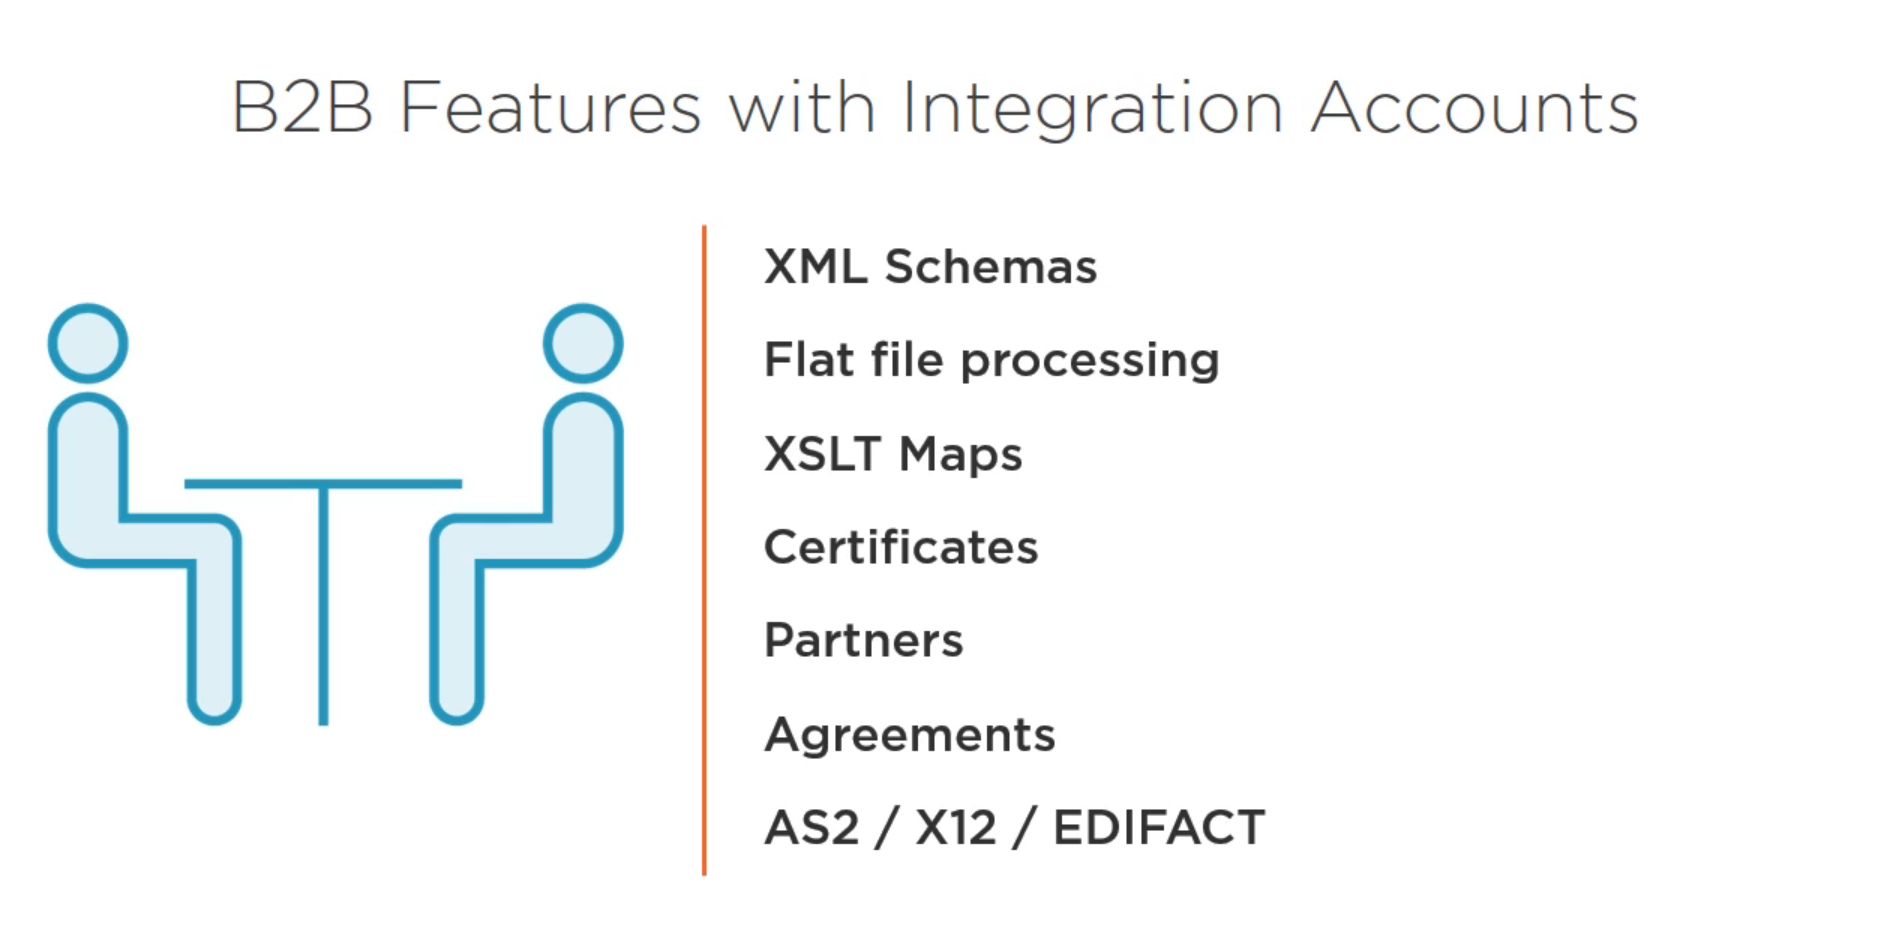 B2B Features with Integration Accounts
XML Schemas
Flat file processing
XSLT Maps
Certificates
Partners
Agreements
AS2 / X12 / EDIFACT